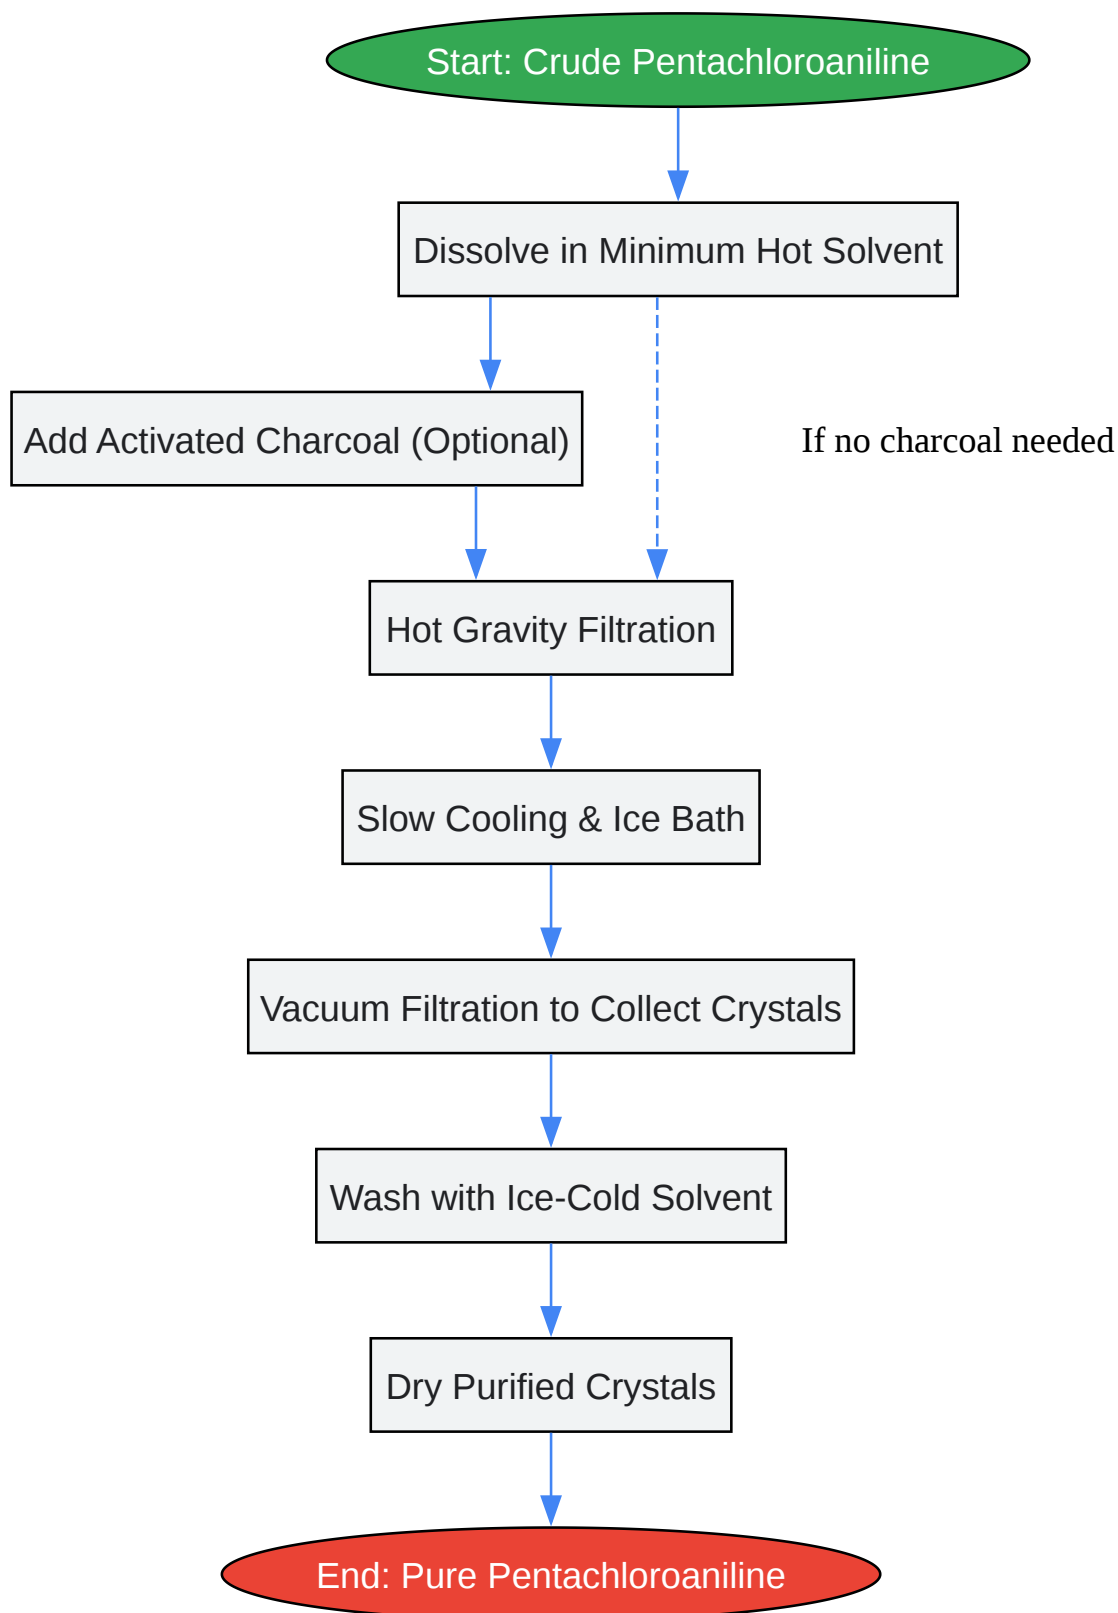 Start: Crude Pentachloroaniline
Dissolve in Minimum Hot Solvent
Add Activated Charcoal (Optional)
If no charcoal needed
Hot Gravity Filtration
Slow Cooling & Ice Bath
Vacuum Filtration to Collect Crystals
Wash with Ice-Cold Solvent
Dry Purified Crystals
End: Pure Pentachloroaniline